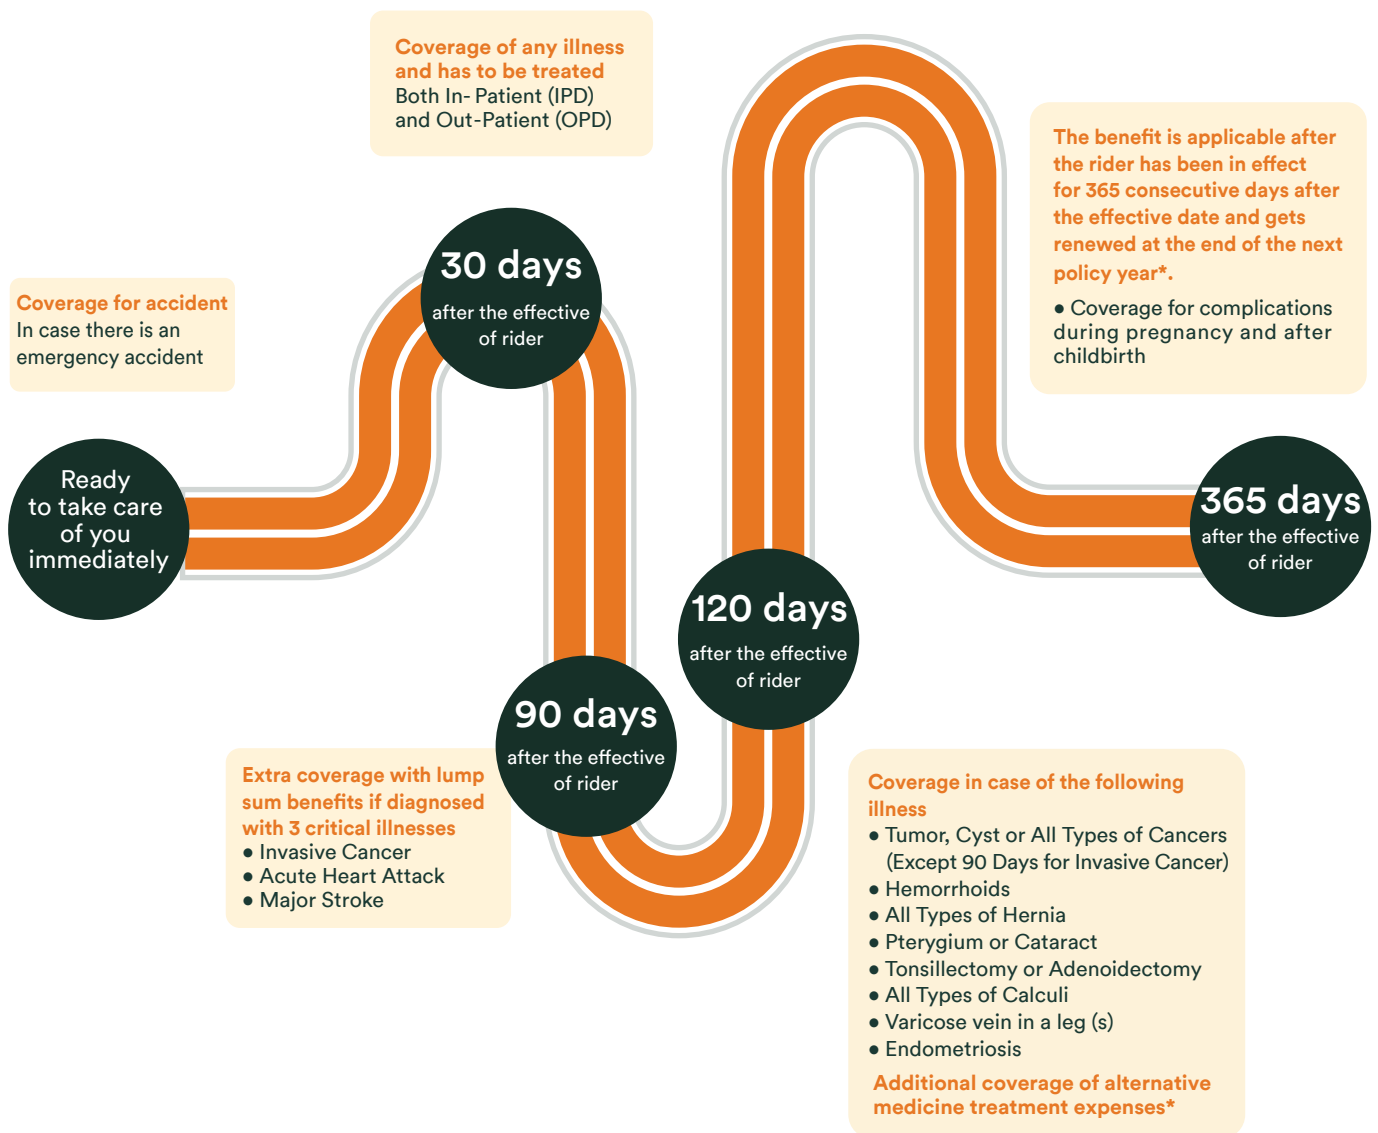 Coverage for accident
In case there is an
emergency accident
Ready
to take care
of you
immediately
Coverage of any illness
and has to be treated
Both In- Patient (IPD)
and Out-Patient (OPD)
30 days
after the effective
of rider
Extra coverage with lump
sum benefits if diagnosed
with 3 critical illnesses
● Invasive Cancer
● Acute Heart Attack
● Major Stroke
90 days
after the effective
of rider
120 days
after the effective
of rider
Coverage in case of the following
illness
● Tumor, Cyst or All Types of Cancers
(Except 90 Days for Invasive Cancer)
● Hemorrhoids
● All Types of Hernia
● Pterygium or Cataract
● Tonsillectomy or Adenoidectomy
● All Types of Calculi
● Varicose vein in a leg (s)
● Endometriosis
Additional coverage of alternative
medicine treatment expenses*
The benefit is applicable after
the rider has been in effect
for 365 consecutive days after
the effective date and gets
renewed at the end of the next
policy year*.
● Coverage for complications
during pregnancy and after
childbirth
365 days
after the effective
of rider